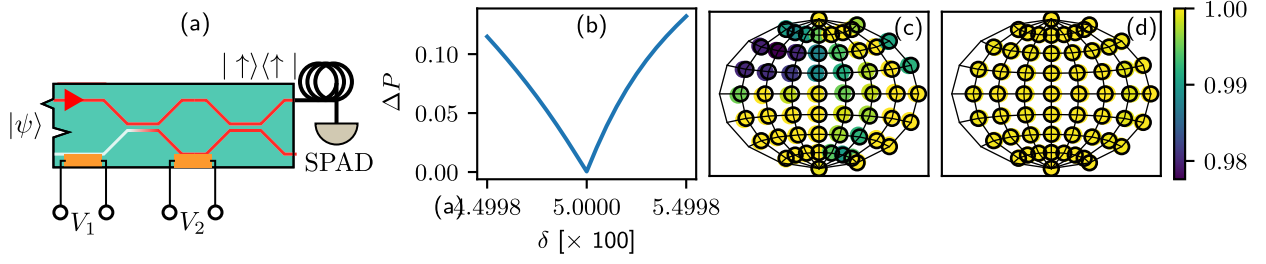 (a)
| ↑⟩⟨↑ |
|ψ⟩
SPAD
V₁
V₂
(b)
ΔP
0.10
0.05
0.00
(a)
4.4998
5.0000
5.4998
δ [× 100]
(c)
(d)
1.00
0.99
0.98